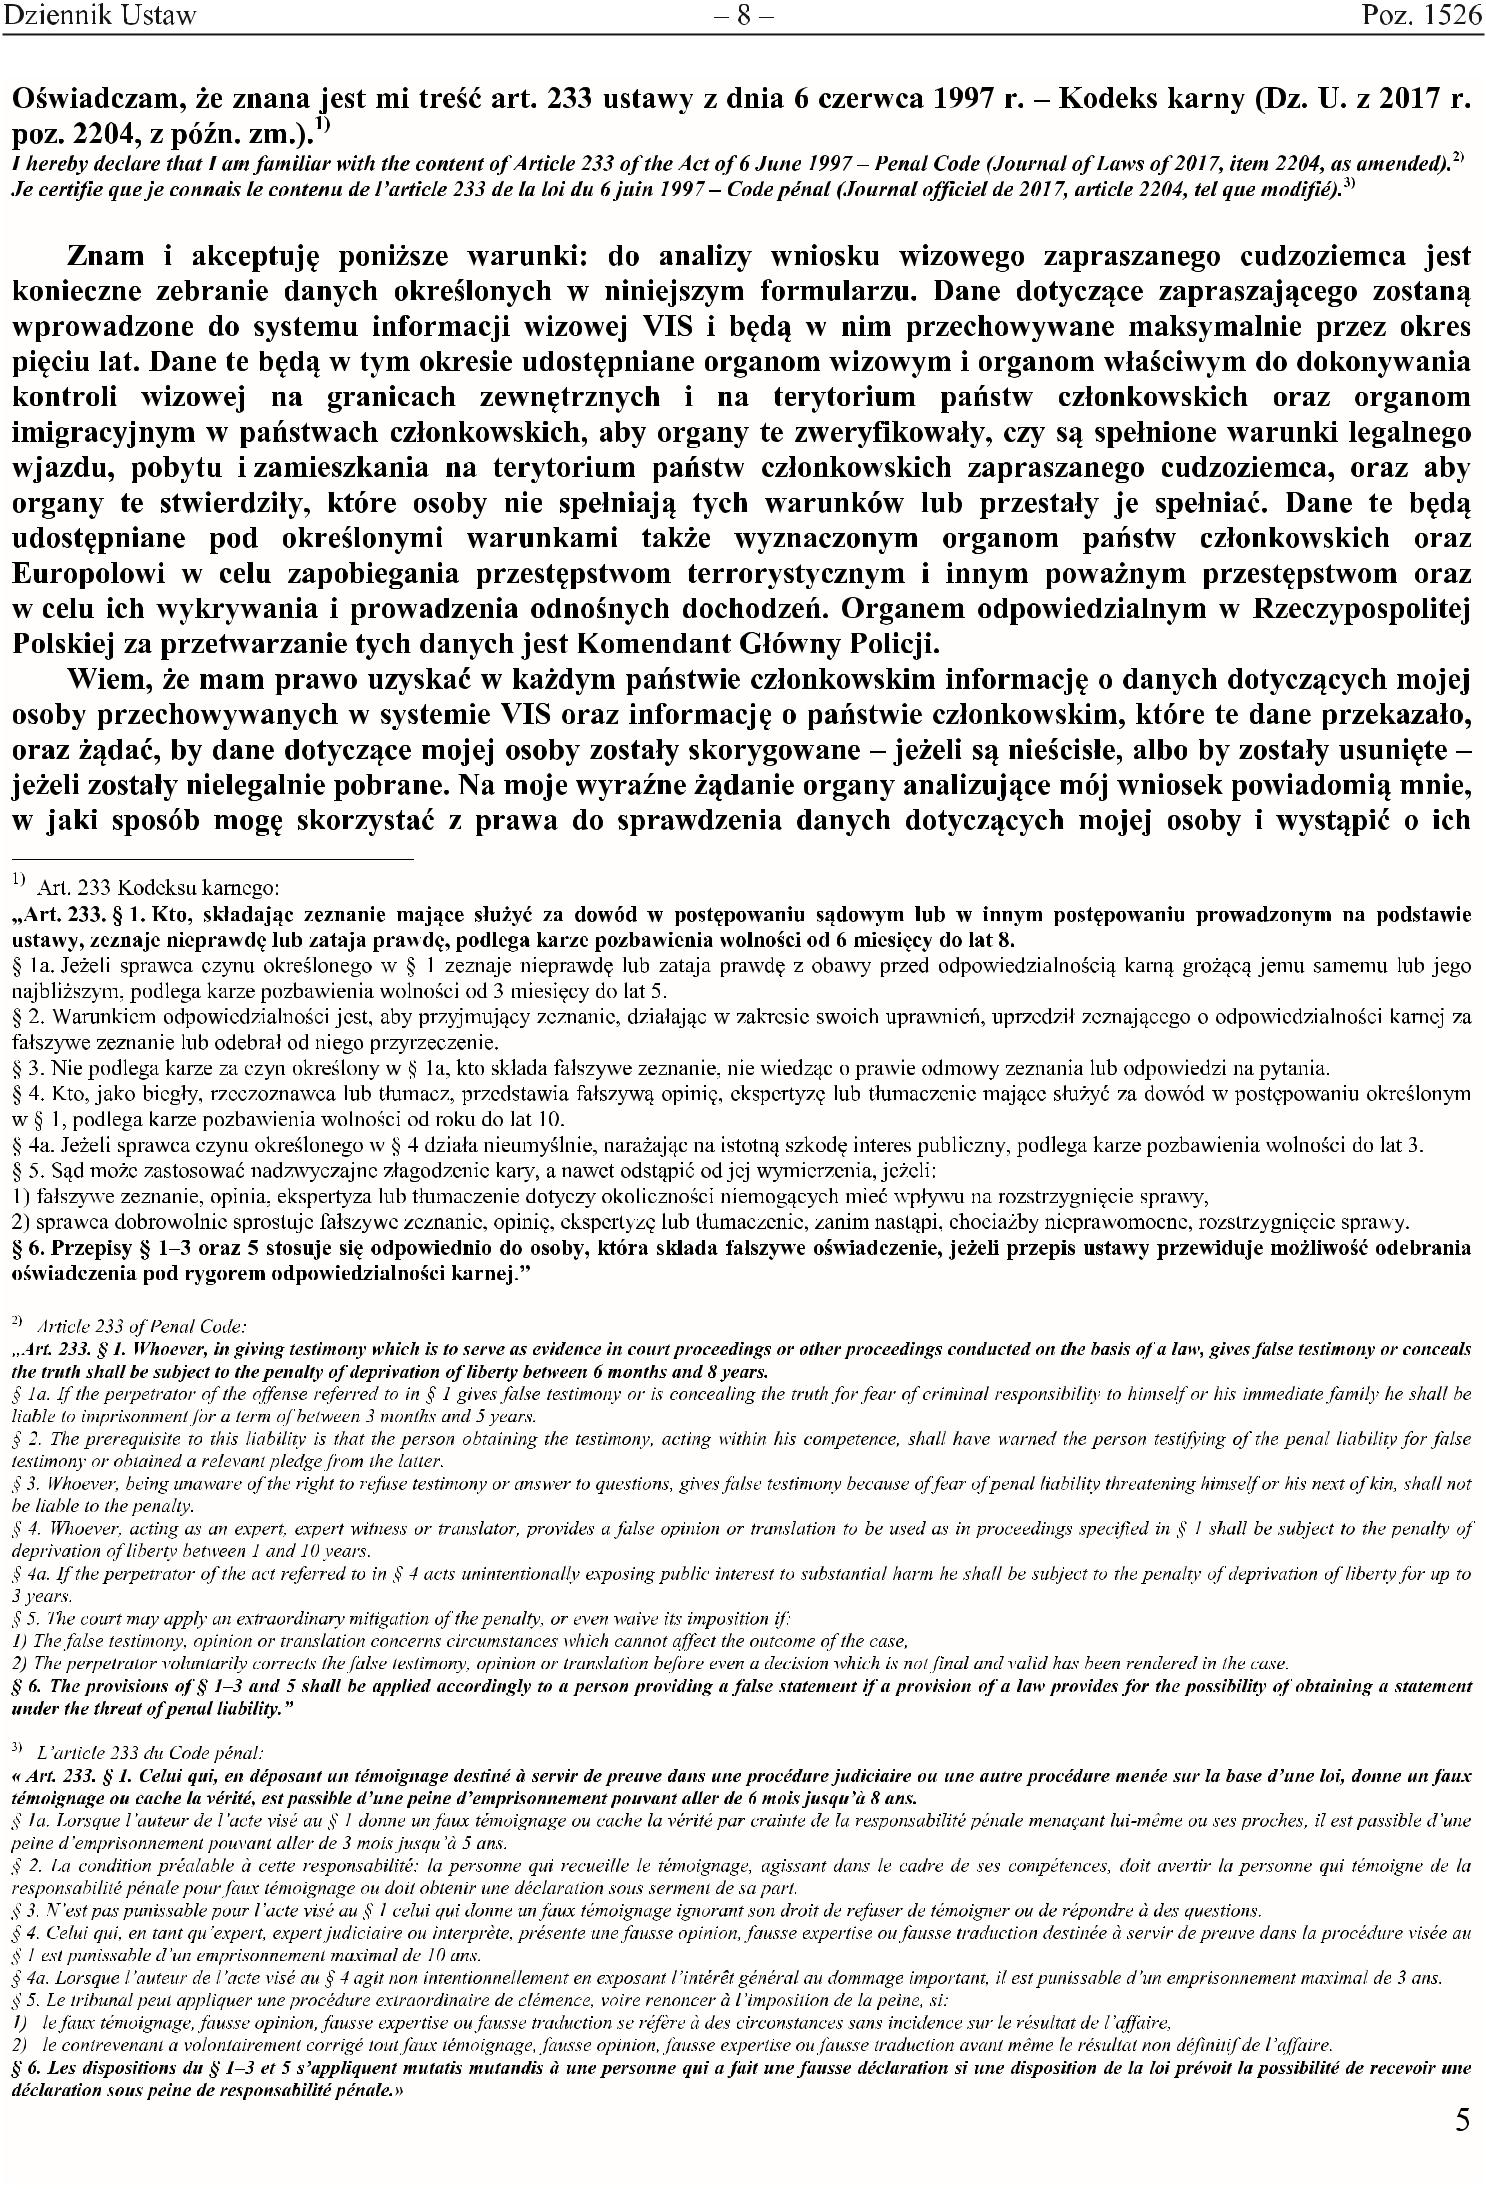 Dziennik Ustaw – 8 – Poz. 1526
Oświadczam, że znana jest mi treść art. 233 ustawy z dnia 6 czerwca 1997 r. – Kodeks karny (Dz. U. z 2017 r.
poz. 2204, z późn. zm.).1)
I hereby declare that I am familiar with the content of Article 233 of the Act of 6 June 1997 – Penal Code (Journal of Laws of 2017, item 2204, as amended).2)
Je certifie que je connais le contenu de l’article 233 de la loi du 6 juin 1997 – Code pénal (Journal officiel de 2017, article 2204, tel que modifié).3)
Znam i akceptuję poniższe warunki: do analizy wniosku wizowego zapraszanego cudzoziemca jest
konieczne zebranie danych określonych w niniejszym formularzu. Dane dotyczące zapraszającego zostaną
wprowadzone do systemu informacji wizowej VIS i będą w nim przechowywane maksymalnie przez okres
pięciu lat. Dane te będą w tym okresie udostępniane organom wizowym i organom właściwym do dokonywania
kontroli wizowej na granicach zewnętrznych i na terytorium państw członkowskich oraz organom
imigracyjnym w państwach członkowskich, aby organy te zweryfikowały, czy są spełnione warunki legalnego
wjazdu, pobytu i zamieszkania na terytorium państw członkowskich zapraszanego cudzoziemca, oraz aby
organy te stwierdziły, które osoby nie spełniają tych warunków lub przestały je spełniać. Dane te będą
udostępniane pod określonymi warunkami także wyznaczonym organom państw członkowskich oraz
Europolowi w celu zapobiegania przestępstwom terrorystycznym i innym poważnym przestępstwom oraz
w celu ich wykrywania i prowadzenia odnośnych dochodzeń. Organem odpowiedzialnym w Rzeczypospolitej
Polskiej za przetwarzanie tych danych jest Komendant Główny Policji.
Wiem, że mam prawo uzyskać w każdym państwie członkowskim informację o danych dotyczących mojej
osoby przechowywanych w systemie VIS oraz informację o państwie członkowskim, które te dane przekazało,
oraz żądać, by dane dotyczące mojej osoby zostały skorygowane – jeżeli są nieścisłe, albo by zostały usunięte –
jeżeli zostały nielegalnie pobrane. Na moje wyraźne żądanie organy analizujące mój wniosek powiadomią mnie,
w jaki sposób mogę skorzystać z prawa do sprawdzenia danych dotyczących mojej osoby i wystąpić o ich
1) Art. 233 Kodeksu karnego:
„Art. 233. § 1. Kto, składając zeznanie mające służyć za dowód w postępowaniu sądowym lub w innym postępowaniu prowadzonym na podstawie
ustawy, zeznaje nieprawdę lub zataja prawdę, podlega karze pozbawienia wolności od 6 miesięcy do lat 8.
§ 1a. Jeżeli sprawca czynu określonego w § 1 zeznaje nieprawdę lub zataja prawdę z obawy przed odpowiedzialnością karną grożącą jemu samemu lub jego
najbliższym, podlega karze pozbawienia wolności od 3 miesięcy do lat 5.
§ 2. Warunkiem odpowiedzialności jest, aby przyjmujący zeznanie, działając w zakresie swoich uprawnień, uprzedził zeznającego o odpowiedzialności karnej za
fałszywe zeznanie lub odebrał od niego przyrzeczenie.
§ 3. Nie podlega karze za czyn określony w § 1a, kto składa fałszywe zeznanie, nie wiedząc o prawie odmowy zeznania lub odpowiedzi na pytania.
§ 4. Kto, jako biegły, rzeczoznawca lub tłumacz, przedstawia fałszywą opinię, ekspertyzę lub tłumaczenie mające służyć za dowód w postępowaniu określonym
w § 1, podlega karze pozbawienia wolności od roku do lat 10.
§ 4a. Jeżeli sprawca czynu określonego w § 4 działa nieumyślnie, narażając na istotną szkodę interes publiczny, podlega karze pozbawienia wolności do lat 3.
§ 5. Sąd może zastosować nadzwyczajne złagodzenie kary, a nawet odstąpić od jej wymierzenia, jeżeli:
1) fałszywe zeznanie, opinia, ekspertyza lub tłumaczenie dotyczy okoliczności niemogących mieć wpływu na rozstrzygnięcie sprawy,
2) sprawca dobrowolnie sprostuje fałszywe zeznanie, opinię, ekspertyzę lub tłumaczenie, zanim nastąpi, chociażby nieprawomocne, rozstrzygnięcie sprawy.
§ 6. Przepisy § 1–3 oraz 5 stosuje się odpowiednio do osoby, która składa fałszywe oświadczenie, jeżeli przepis ustawy przewiduje możliwość odebrania
oświadczenia pod rygorem odpowiedzialności karnej.”
2) Article 233 of Penal Code:
„Art. 233. § 1. Whoever, in giving testimony which is to serve as evidence in court proceedings or other proceedings conducted on the basis of a law, gives false testimony or conceals
the truth shall be subject to the penalty of deprivation of liberty between 6 months and 8 years.
§ 1a. If the perpetrator of the offense referred to in § 1 gives false testimony or is concealing the truth for fear of criminal responsibility to himself or his immediate family he shall be
liable to imprisonment for a term of between 3 months and 5 years.
§ 2. The prerequisite to this liability is that the person obtaining the testimony, acting within his competence, shall have warned the person testifying of the penal liability for false
testimony or obtained a relevant pledge from the latter.
§ 3. Whoever, being unaware of the right to refuse testimony or answer to questions, gives false testimony because of fear of penal liability threatening himself or his next of kin, shall not
be liable to the penalty.
§ 4. Whoever, acting as an expert, expert witness or translator, provides a false opinion or translation to be used as in proceedings specified in § 1 shall be subject to the penalty of
deprivation of liberty between 1 and 10 years.
§ 4a. If the perpetrator of the act referred to in § 4 acts unintentionally exposing public interest to substantial harm he shall be subject to the penalty of deprivation of liberty for up to
3 years.
§ 5. The court may apply an extraordinary mitigation of the penalty, or even waive its imposition if:
1) The false testimony, opinion or translation concerns circumstances which cannot affect the outcome of the case,
2) The perpetrator voluntarily corrects the false testimony, opinion or translation before even a decision which is not final and valid has been rendered in the case.
§ 6. The provisions of § 1–3 and 5 shall be applied accordingly to a person providing a false statement if a provision of a law provides for the possibility of obtaining a statement
under the threat of penal liability.”
3) L’article 233 du Code pénal:
« Art. 233. § 1. Celui qui, en déposant un témoignage destiné à servir de preuve dans une procédure judiciaire ou une autre procédure menée sur la base d’une loi, donne un faux
témoignage ou cache la vérité, est passible d’une peine d’emprisonnement pouvant aller de 6 mois jusqu’à 8 ans.
§ 1a. Lorsque l’auteur de l’acte visé au § 1 donne un faux témoignage ou cache la vérité par crainte de la responsabilité pénale menaçant lui-même ou ses proches, il est passible d’une
peine d’emprisonnement pouvant aller de 3 mois jusqu’à 5 ans.
§ 2. La condition préalable à cette responsabilité: la personne qui recueille le témoignage, agissant dans le cadre de ses compétences, doit avertir la personne qui témoigne de la
responsabilité pénale pour faux témoignage ou doit obtenir une déclaration sous serment de sa part.
§ 3. N’est pas punissable pour l’acte visé au § 1 celui qui donne un faux témoignage ignorant son droit de refuser de témoigner ou de répondre à des questions.
§ 4. Celui qui, en tant qu’expert, expert judiciaire ou interprète, présente une fausse opinion, fausse expertise ou fausse traduction destinée à servir de preuve dans la procédure visée au
§ 1 est punissable d’un emprisonnement maximal de 10 ans.
§ 4a. Lorsque l’auteur de l’acte visé au § 4 agit non intentionnellement en exposant l’intérêt général au dommage important, il est punissable d’un emprisonnement maximal de 3 ans.
§ 5. Le tribunal peut appliquer une procédure extraordinaire de clémence, voire renoncer à l’imposition de la peine, si:
1) le faux témoignage, fausse opinion, fausse expertise ou fausse traduction se réfère à des circonstances sans incidence sur le résultat de l’affaire,
2) le contrevenant a volontairement corrigé tout faux témoignage, fausse opinion, fausse expertise ou fausse traduction avant même le résultat non définitif de l’affaire.
§ 6. Les dispositions du § 1–3 et 5 s’appliquent mutatis mutandis à une personne qui a fait une fausse déclaration si une disposition de la loi prévoit la possibilité de recevoir une
déclaration sous peine de responsabilité pénale.»
5